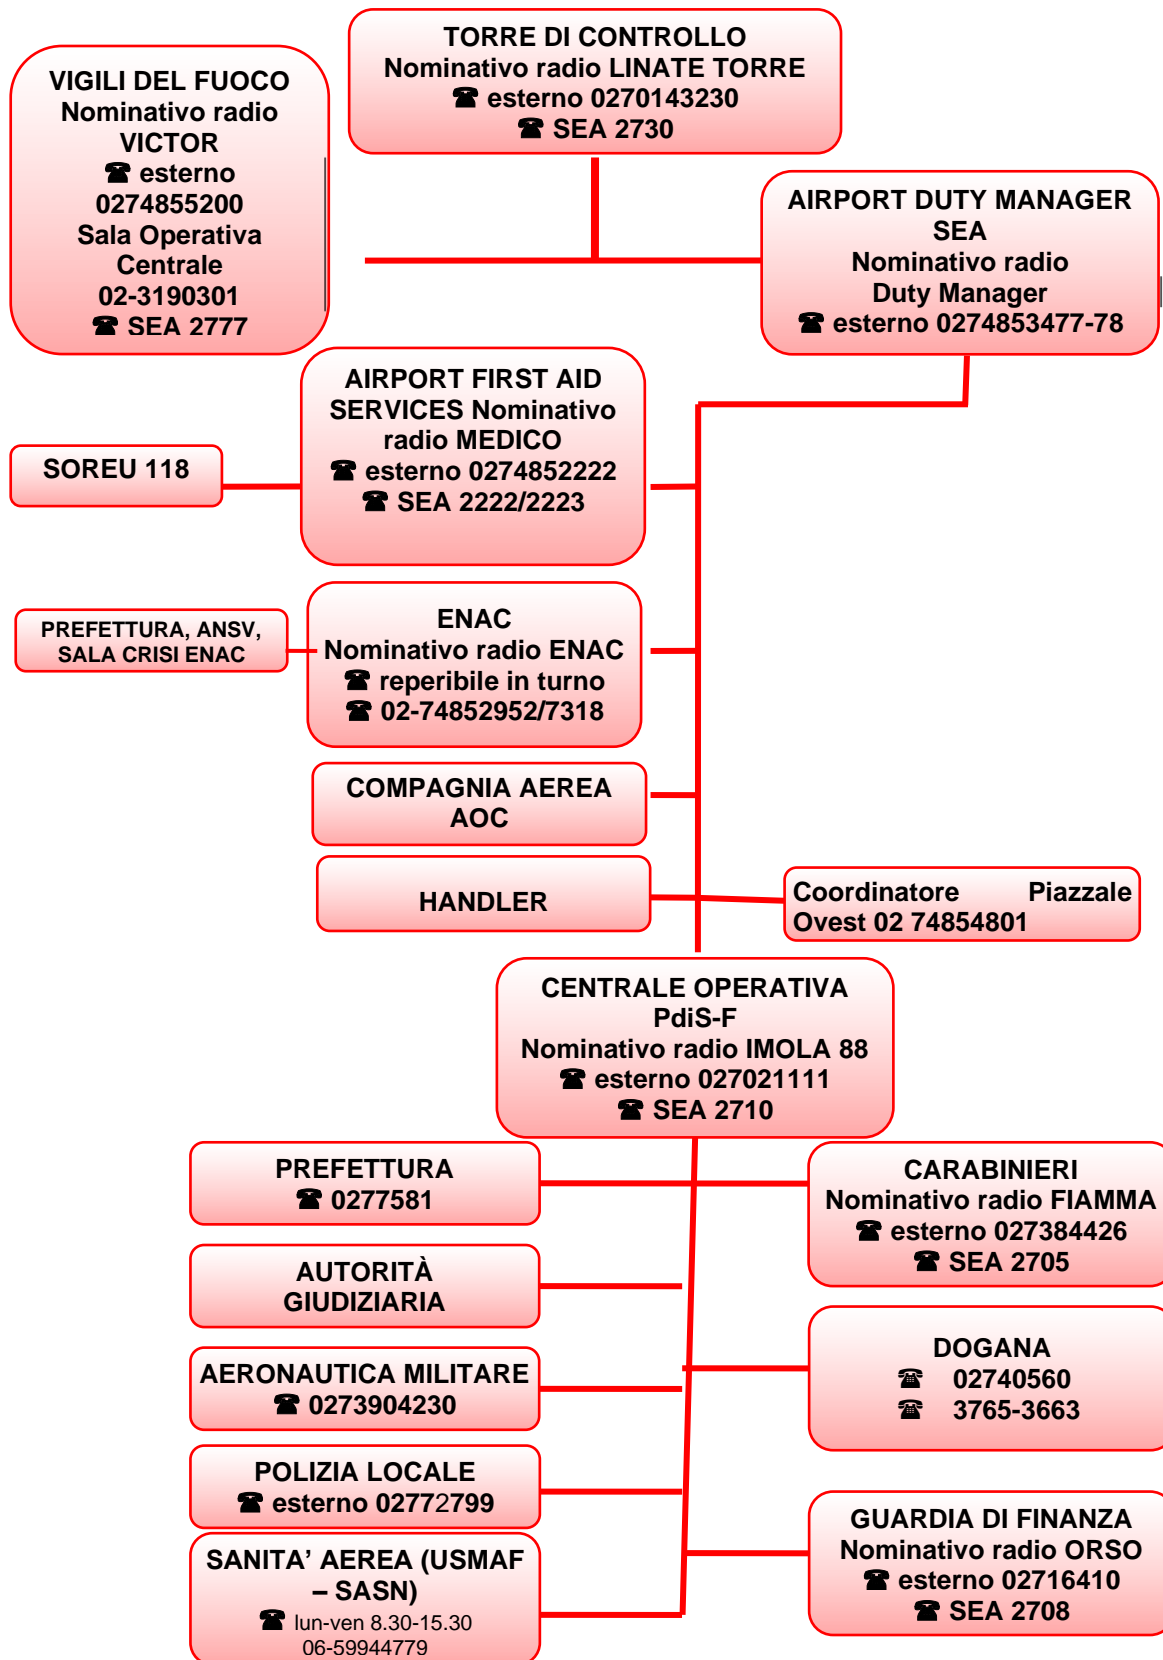 TORRE DI CONTROLLO
Nominativo radio LINATE TORRE
☎ esterno 0270143230
☎ SEA 2730
VIGILI DEL FUOCO
Nominativo radio
VICTOR
☎ esterno
0274855200
Sala Operativa
Centrale
02-3190301
☎ SEA 2777
AIRPORT DUTY MANAGER
SEA
Nominativo radio
Duty Manager
☎ esterno 0274853477-78
AIRPORT FIRST AID
SERVICES Nominativo
radio MEDICO
☎ esterno 0274852222
☎ SEA 2222/2223
SOREU 118
ENAC
Nominativo radio ENAC
☎ reperibile in turno
☎ 02-74852952/7318
PREFETTURA, ANSV,
SALA CRISI ENAC
COMPAGNIA AEREA
AOC
HANDLER
Coordinatore Piazzale
Ovest 02 74854801
CENTRALE OPERATIVA
PdiS-F
Nominativo radio IMOLA 88
☎ esterno 027021111
☎ SEA 2710
PREFETTURA
☎ 0277581
CARABINIERI
Nominativo radio FIAMMA
☎ esterno 027384426
☎ SEA 2705
AUTORITÀ
GIUDIZIARIA
DOGANA
☎ 02740560
☎ 3765-3663
AERONAUTICA MILITARE
☎ 0273904230
POLIZIA LOCALE
☎ esterno 02772799
GUARDIA DI FINANZA
Nominativo radio ORSO
☎ esterno 02716410
☎ SEA 2708
SANITA’ AEREA (USMAF
– SASN)
☎ lun-ven 8.30-15.30
06-59944779